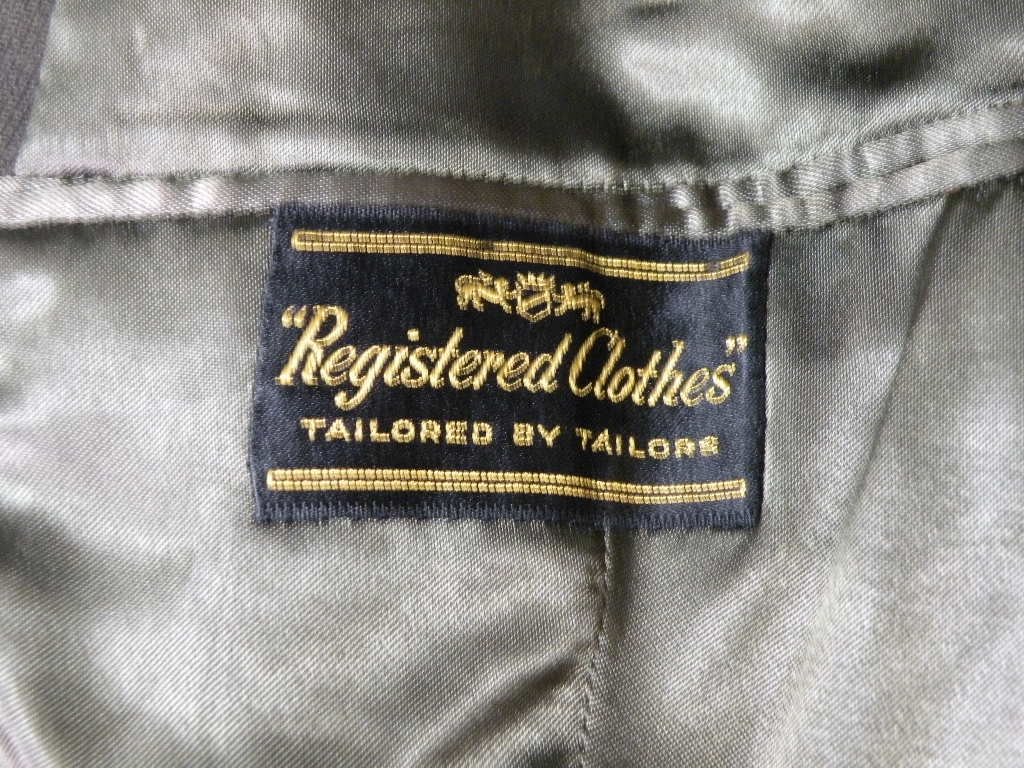 "Registered Clothes"
TAILORED BY TAILORS